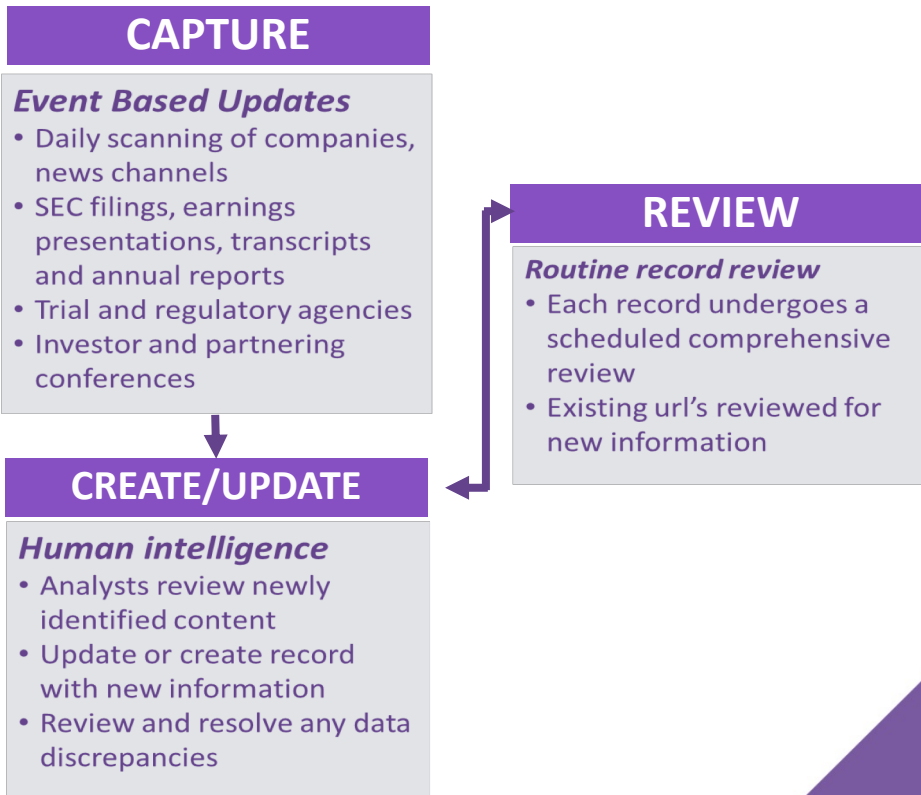 CAPTURE
Event Based Updates
• Daily scanning of companies,
news channels
• SEC filings, earnings
presentations, transcripts
and annual reports
• Trial and regulatory agencies
• Investor and partnering
conferences
CREATE/UPDATE
Human intelligence
• Analysts review newly
identified content
• Update or create record
with new information
• Review and resolve any data
discrepancies
REVIEW
Routine record review
• Each record undergoes a
scheduled comprehensive
review
• Existing url's reviewed for
new information